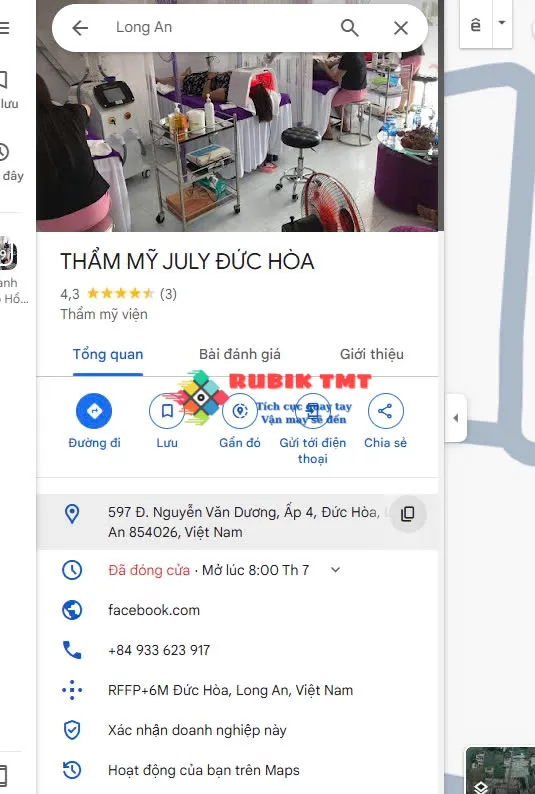 Long An
ê
lưu
đây
THẨM MỸ JULY ĐỨC HÒA
4,3 (3)
Thẩm mỹ viện
Tổng quan Bài đánh giá Giới thiệu
RUBIK TMT
Tích cực quay tay
Vận may sẽ đến
Đường đi Lưu Gần đó Gửi tới điện thoại Chia sẻ
597 Đ. Nguyễn Văn Dương, Ấp 4, Đức Hòa,
An 854026, Việt Nam
Đã đóng cửa · Mở lúc 8:00 Th 7
facebook.com
+84 933 623 917
RFFP+6M Đức Hòa, Long An, Việt Nam
Xác nhận doanh nghiệp này
Hoạt động của bạn trên Maps